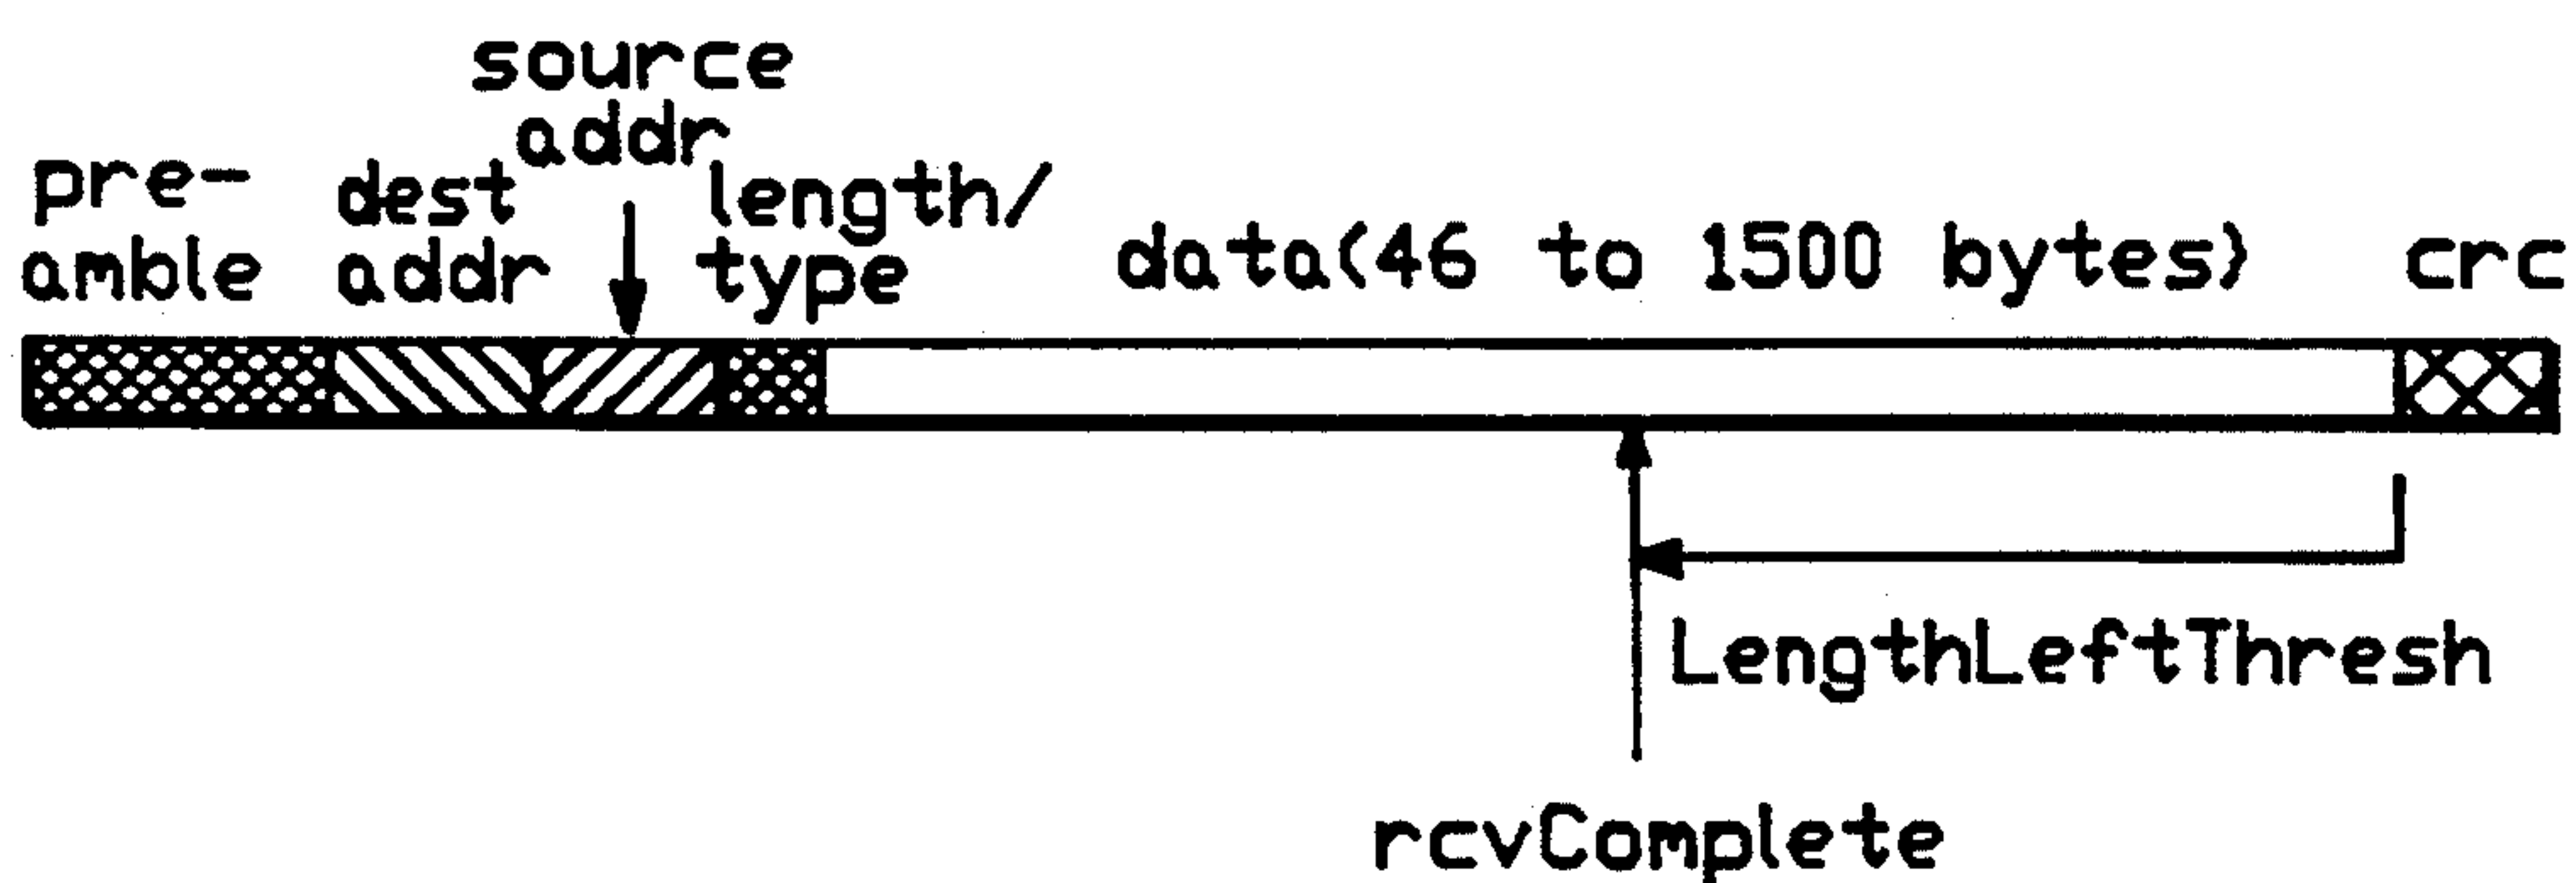 pre-
amble
dest
addr
source
addr
length/
type
data(46 to 1500 bytes)
crc
LengthLeftThresh
rcvComplete